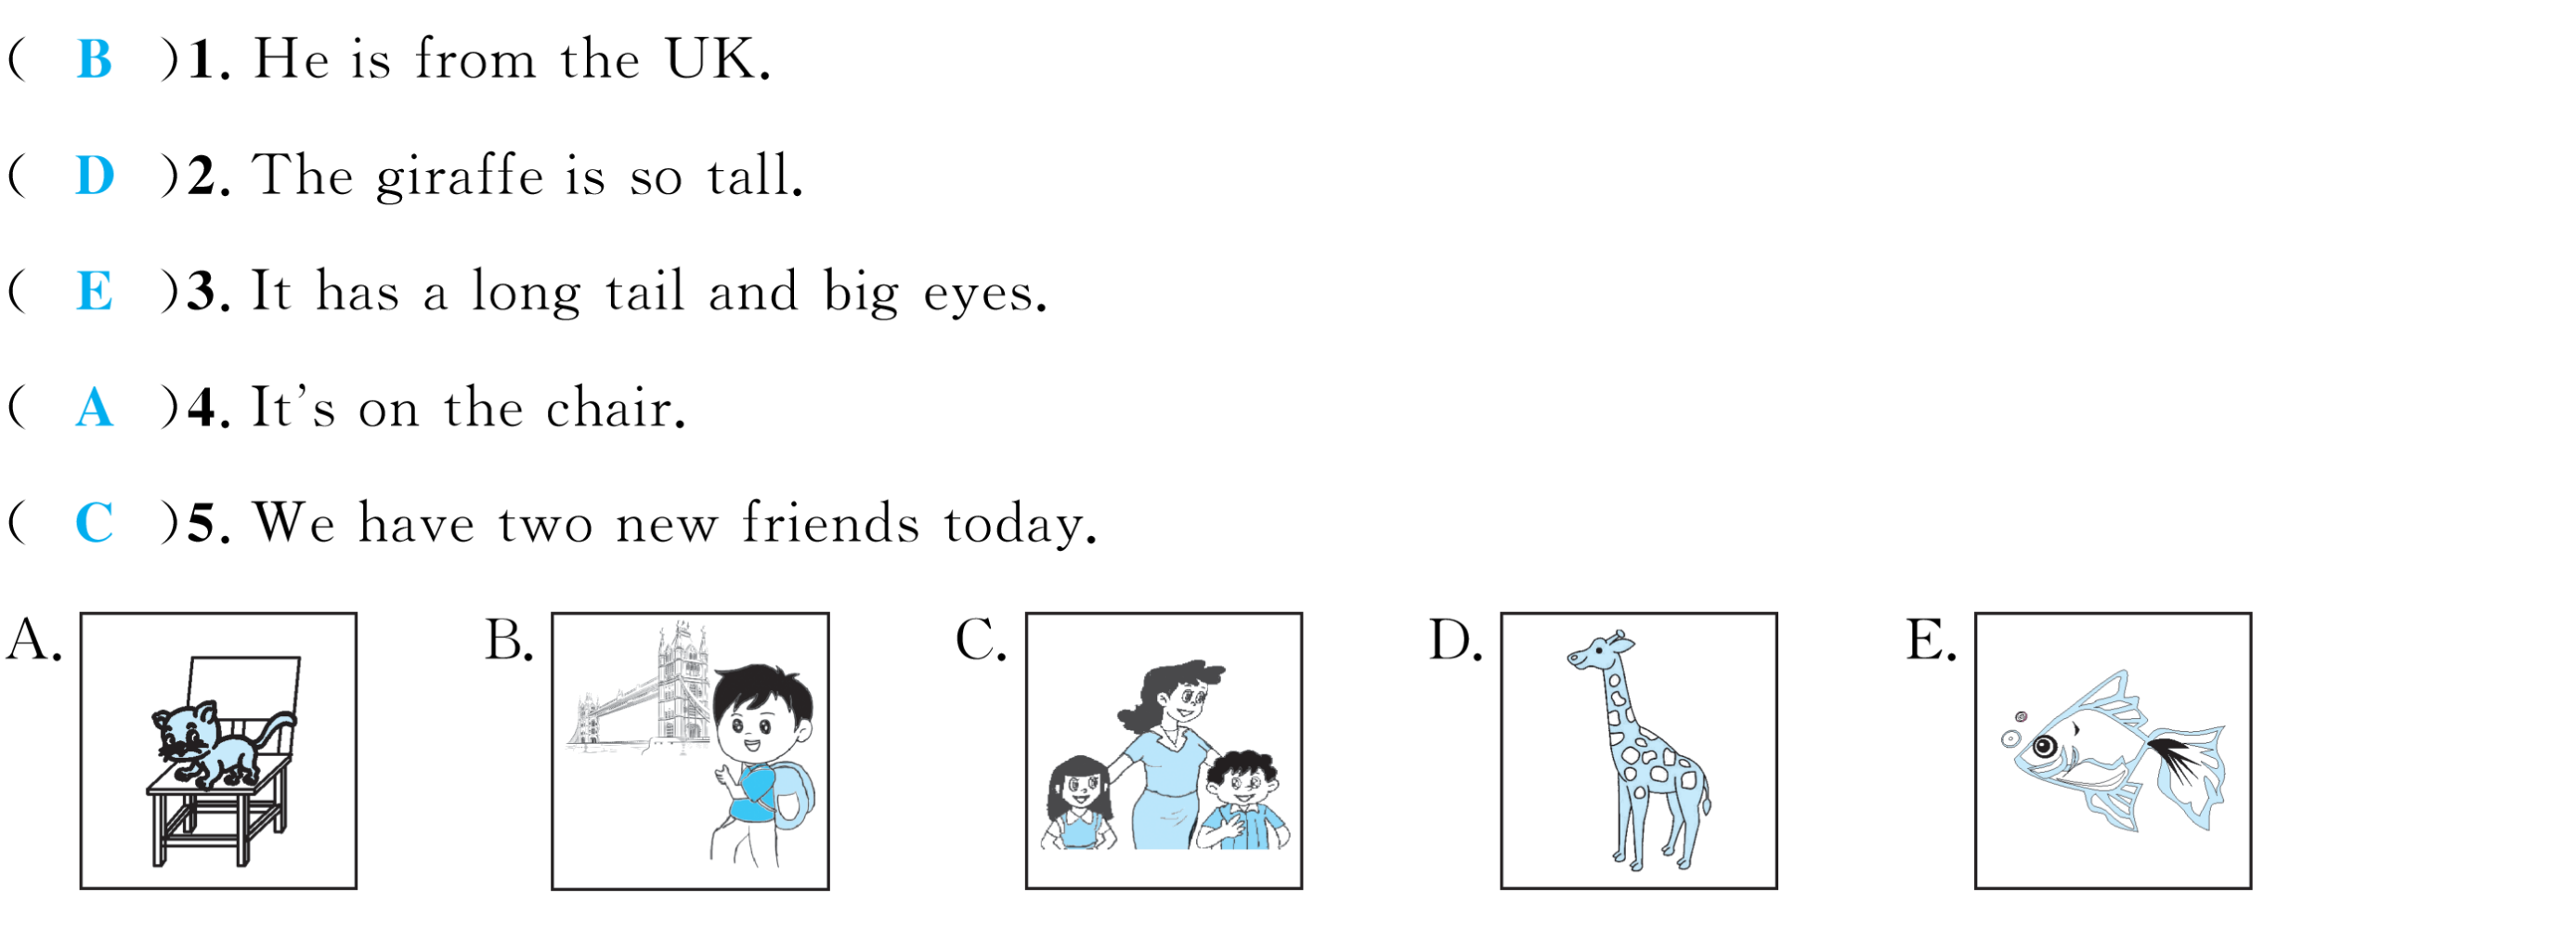 ( B )1. He is from the UK.
( D )2. The giraffe is so tall.
( E )3. It has a long tail and big eyes.
( A )4. It's on the chair.
( C )5. We have two new friends today.
A. B. C. D. E.